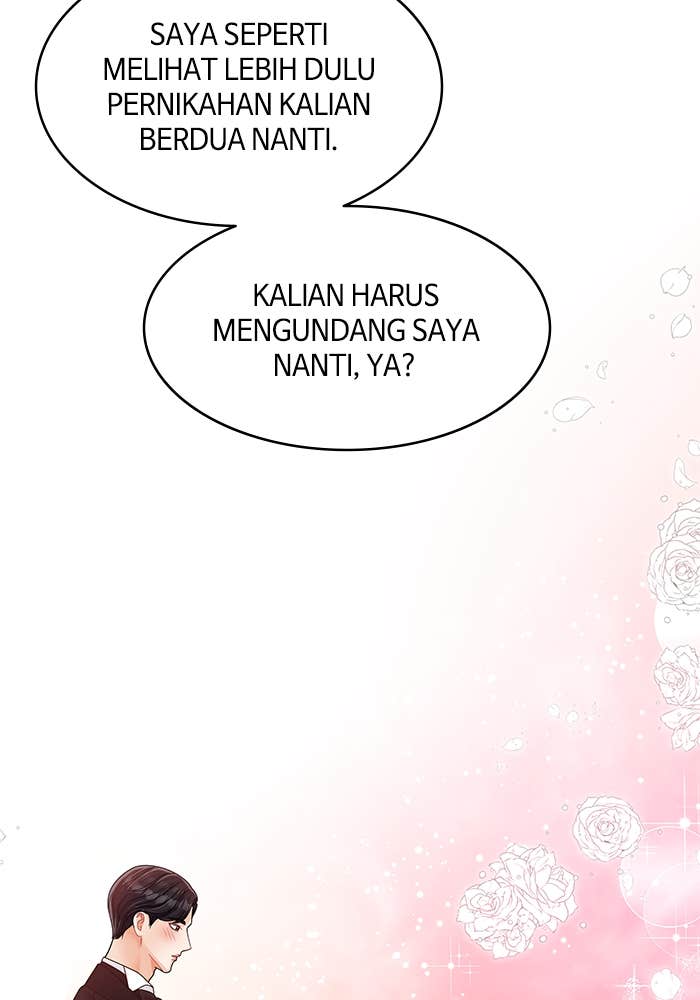 SAYA SEPERTI
MELIHAT LEBIH DULU
PERNIKAHAN KALIAN
BERDUA NANTI.
KALIAN HARUS
MENGUNDANG SAYA
NANTI, YA?